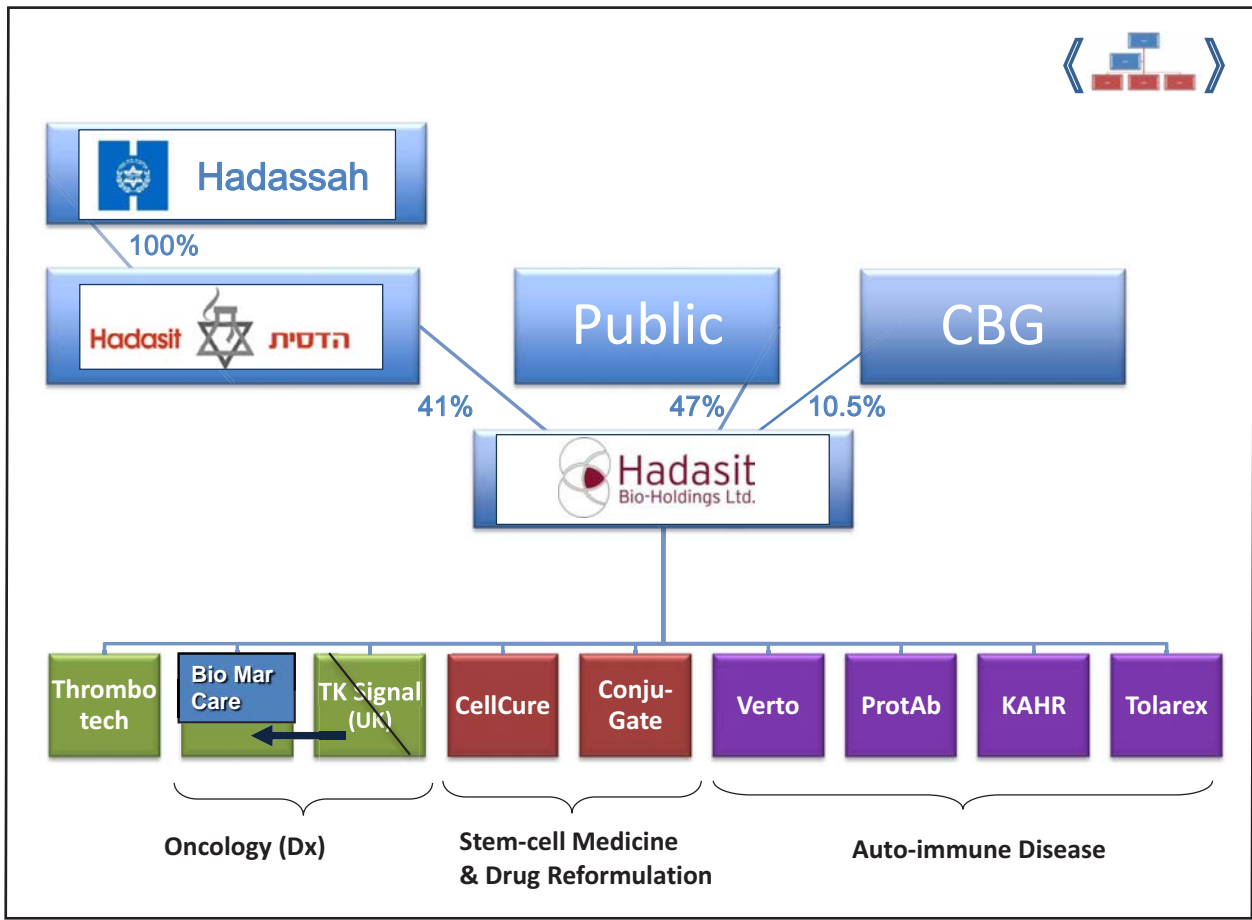 Hadassah
100%
Hadasit הדסית
Public
CBG
41%
47%
10.5%
Hadasit
Bio-Holdings Ltd.
Thrombo
tech
Bio Mar
Care
TK Signal
(UK)
CellCure
Conju-
Gate
Verto
ProtAb
KAHR
Tolarex
Oncology (Dx)
Stem-cell Medicine
& Drug Reformulation
Auto-immune Disease